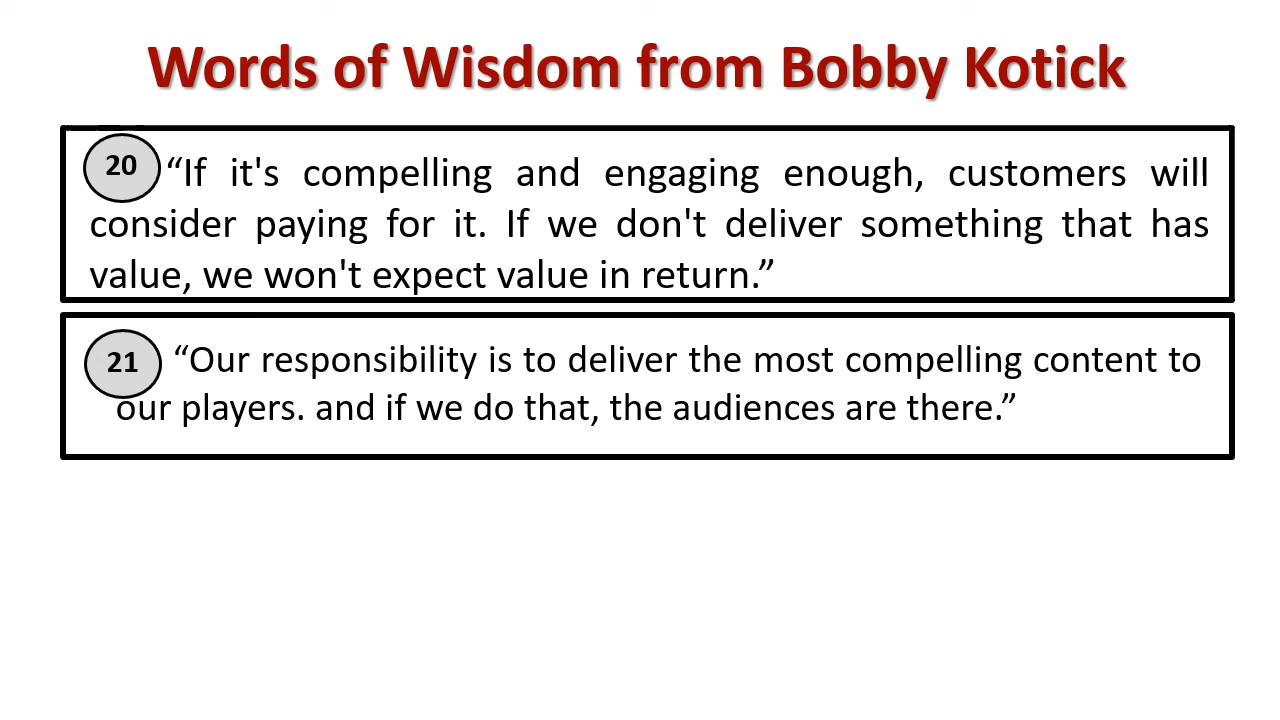 Words of Wisdom from Bobby Kotick
20 “If it's compelling and engaging enough, customers will
consider paying for it. If we don't deliver something that has
value, we won't expect value in return.”
21 “Our responsibility is to deliver the most compelling content to
our players. and if we do that, the audiences are there.”